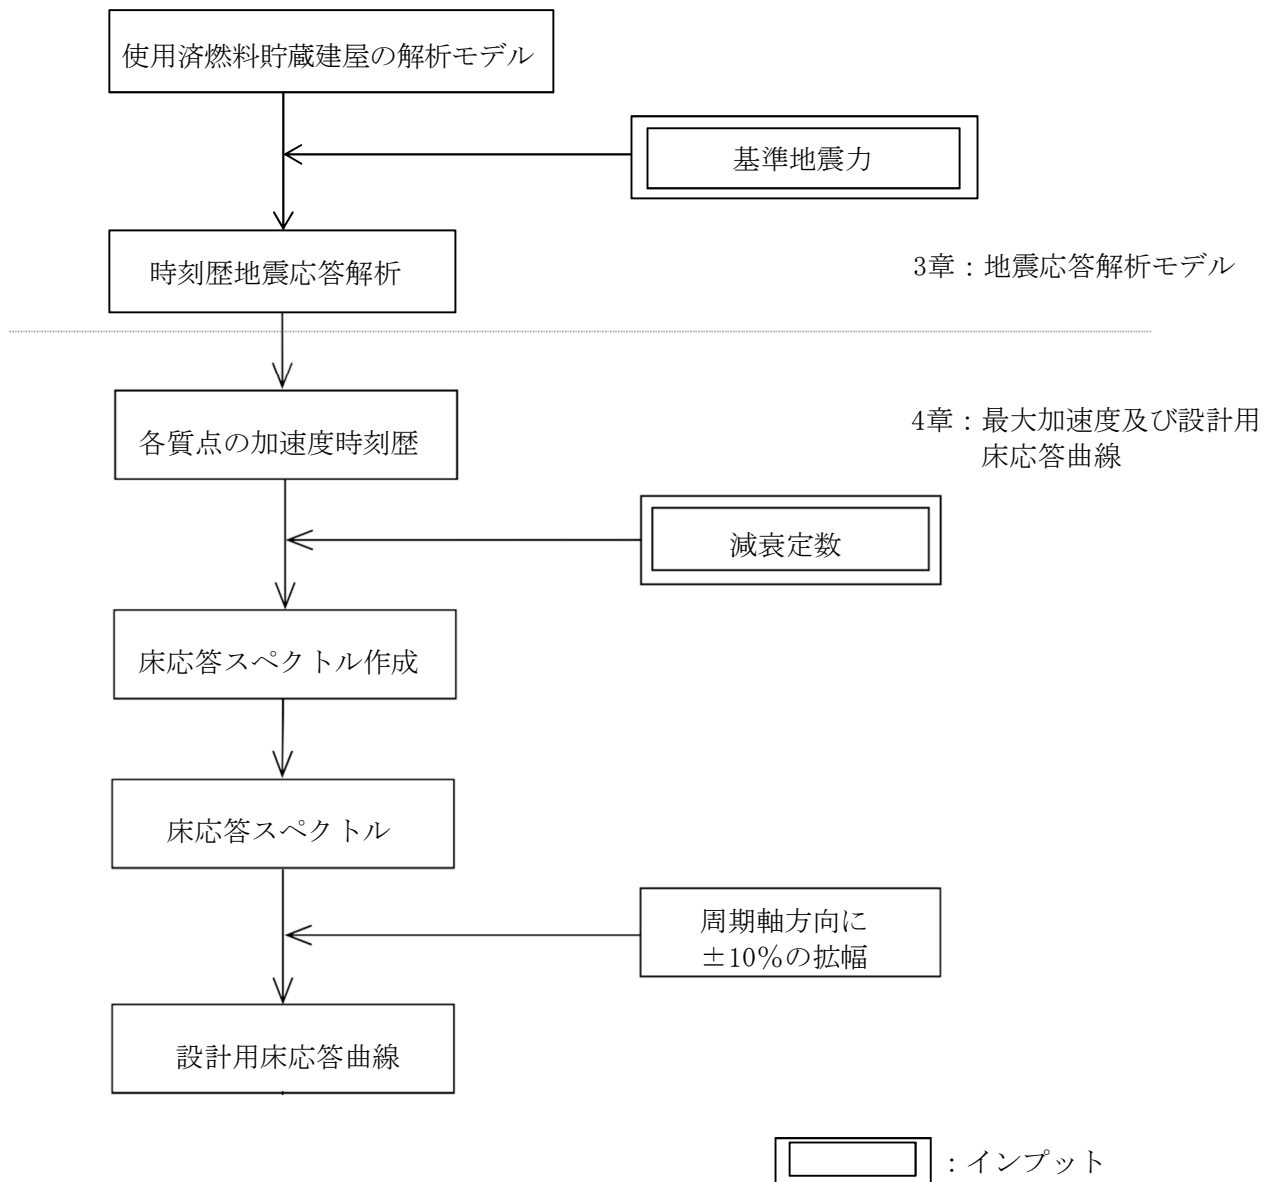 使用済燃料貯蔵建屋の解析モデル
基準地震力
時刻歴地震応答解析
3章：地震応答解析モデル
各質点の加速度時刻歴
4章：最大加速度及び設計用
床応答曲線
減衰定数
床応答スペクトル作成
床応答スペクトル
周期軸方向に
±10％の拡幅
設計用床応答曲線
：インプット